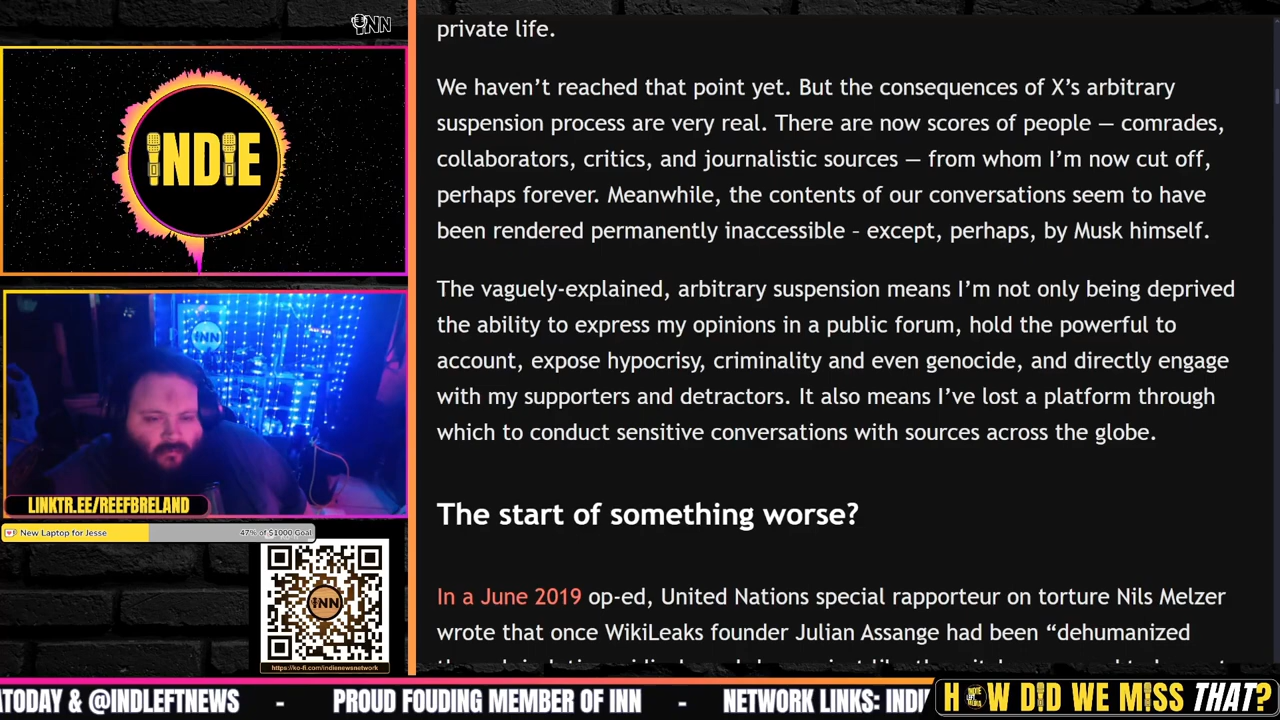 INN
INDIE
INN
LINKTR.EE/REEFBRELAND
New Laptop for Jesse
47% of $1000 Goal
INN
https://ko-fi.com/indienewsnetwork
private life.
We haven’t reached that point yet. But the consequences of X’s arbitrary
suspension process are very real. There are now scores of people — comrades,
collaborators, critics, and journalistic sources — from whom I’m now cut off,
perhaps forever. Meanwhile, the contents of our conversations seem to have
been rendered permanently inaccessible – except, perhaps, by Musk himself.
The vaguely-explained, arbitrary suspension means I’m not only being deprived
the ability to express my opinions in a public forum, hold the powerful to
account, expose hypocrisy, criminality and even genocide, and directly engage
with my supporters and detractors. It also means I’ve lost a platform through
which to conduct sensitive conversations with sources across the globe.
The start of something worse?
In a June 2019 op-ed, United Nations special rapporteur on torture Nils Melzer
wrote that once WikiLeaks founder Julian Assange had been “dehumanized
ATODAY & @INDLEFTNEWS - PROUD FOUDING MEMBER OF INN - NETWORK LINKS: INDI
HOW DID WE MISS THAT?